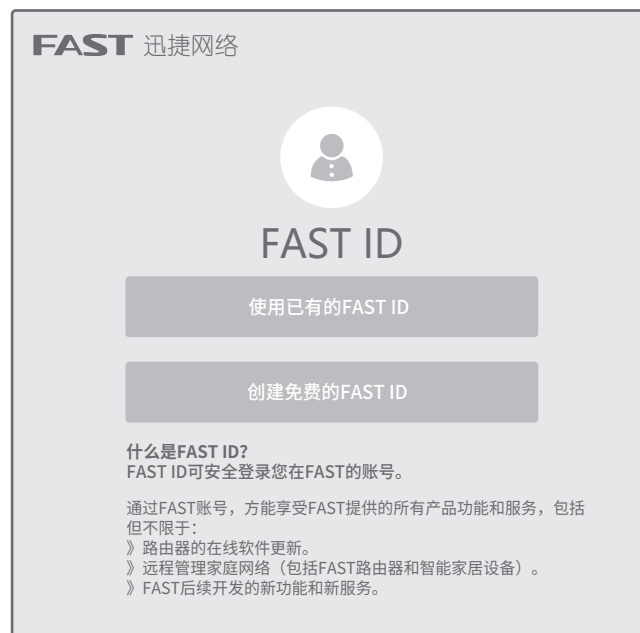 FAST 迅捷网络
FAST ID
使用已有的FAST ID
创建免费的FAST ID
什么是FAST ID?
FAST ID可安全登录您在FAST的账号。
通过FAST账号，方能享受FAST提供的所有产品功能和服务，包括
但不限于：
》路由器的在线软件更新。
》远程管理家庭网络（包括FAST路由器和智能家居设备）。
》FAST后续开发的新功能和新服务。